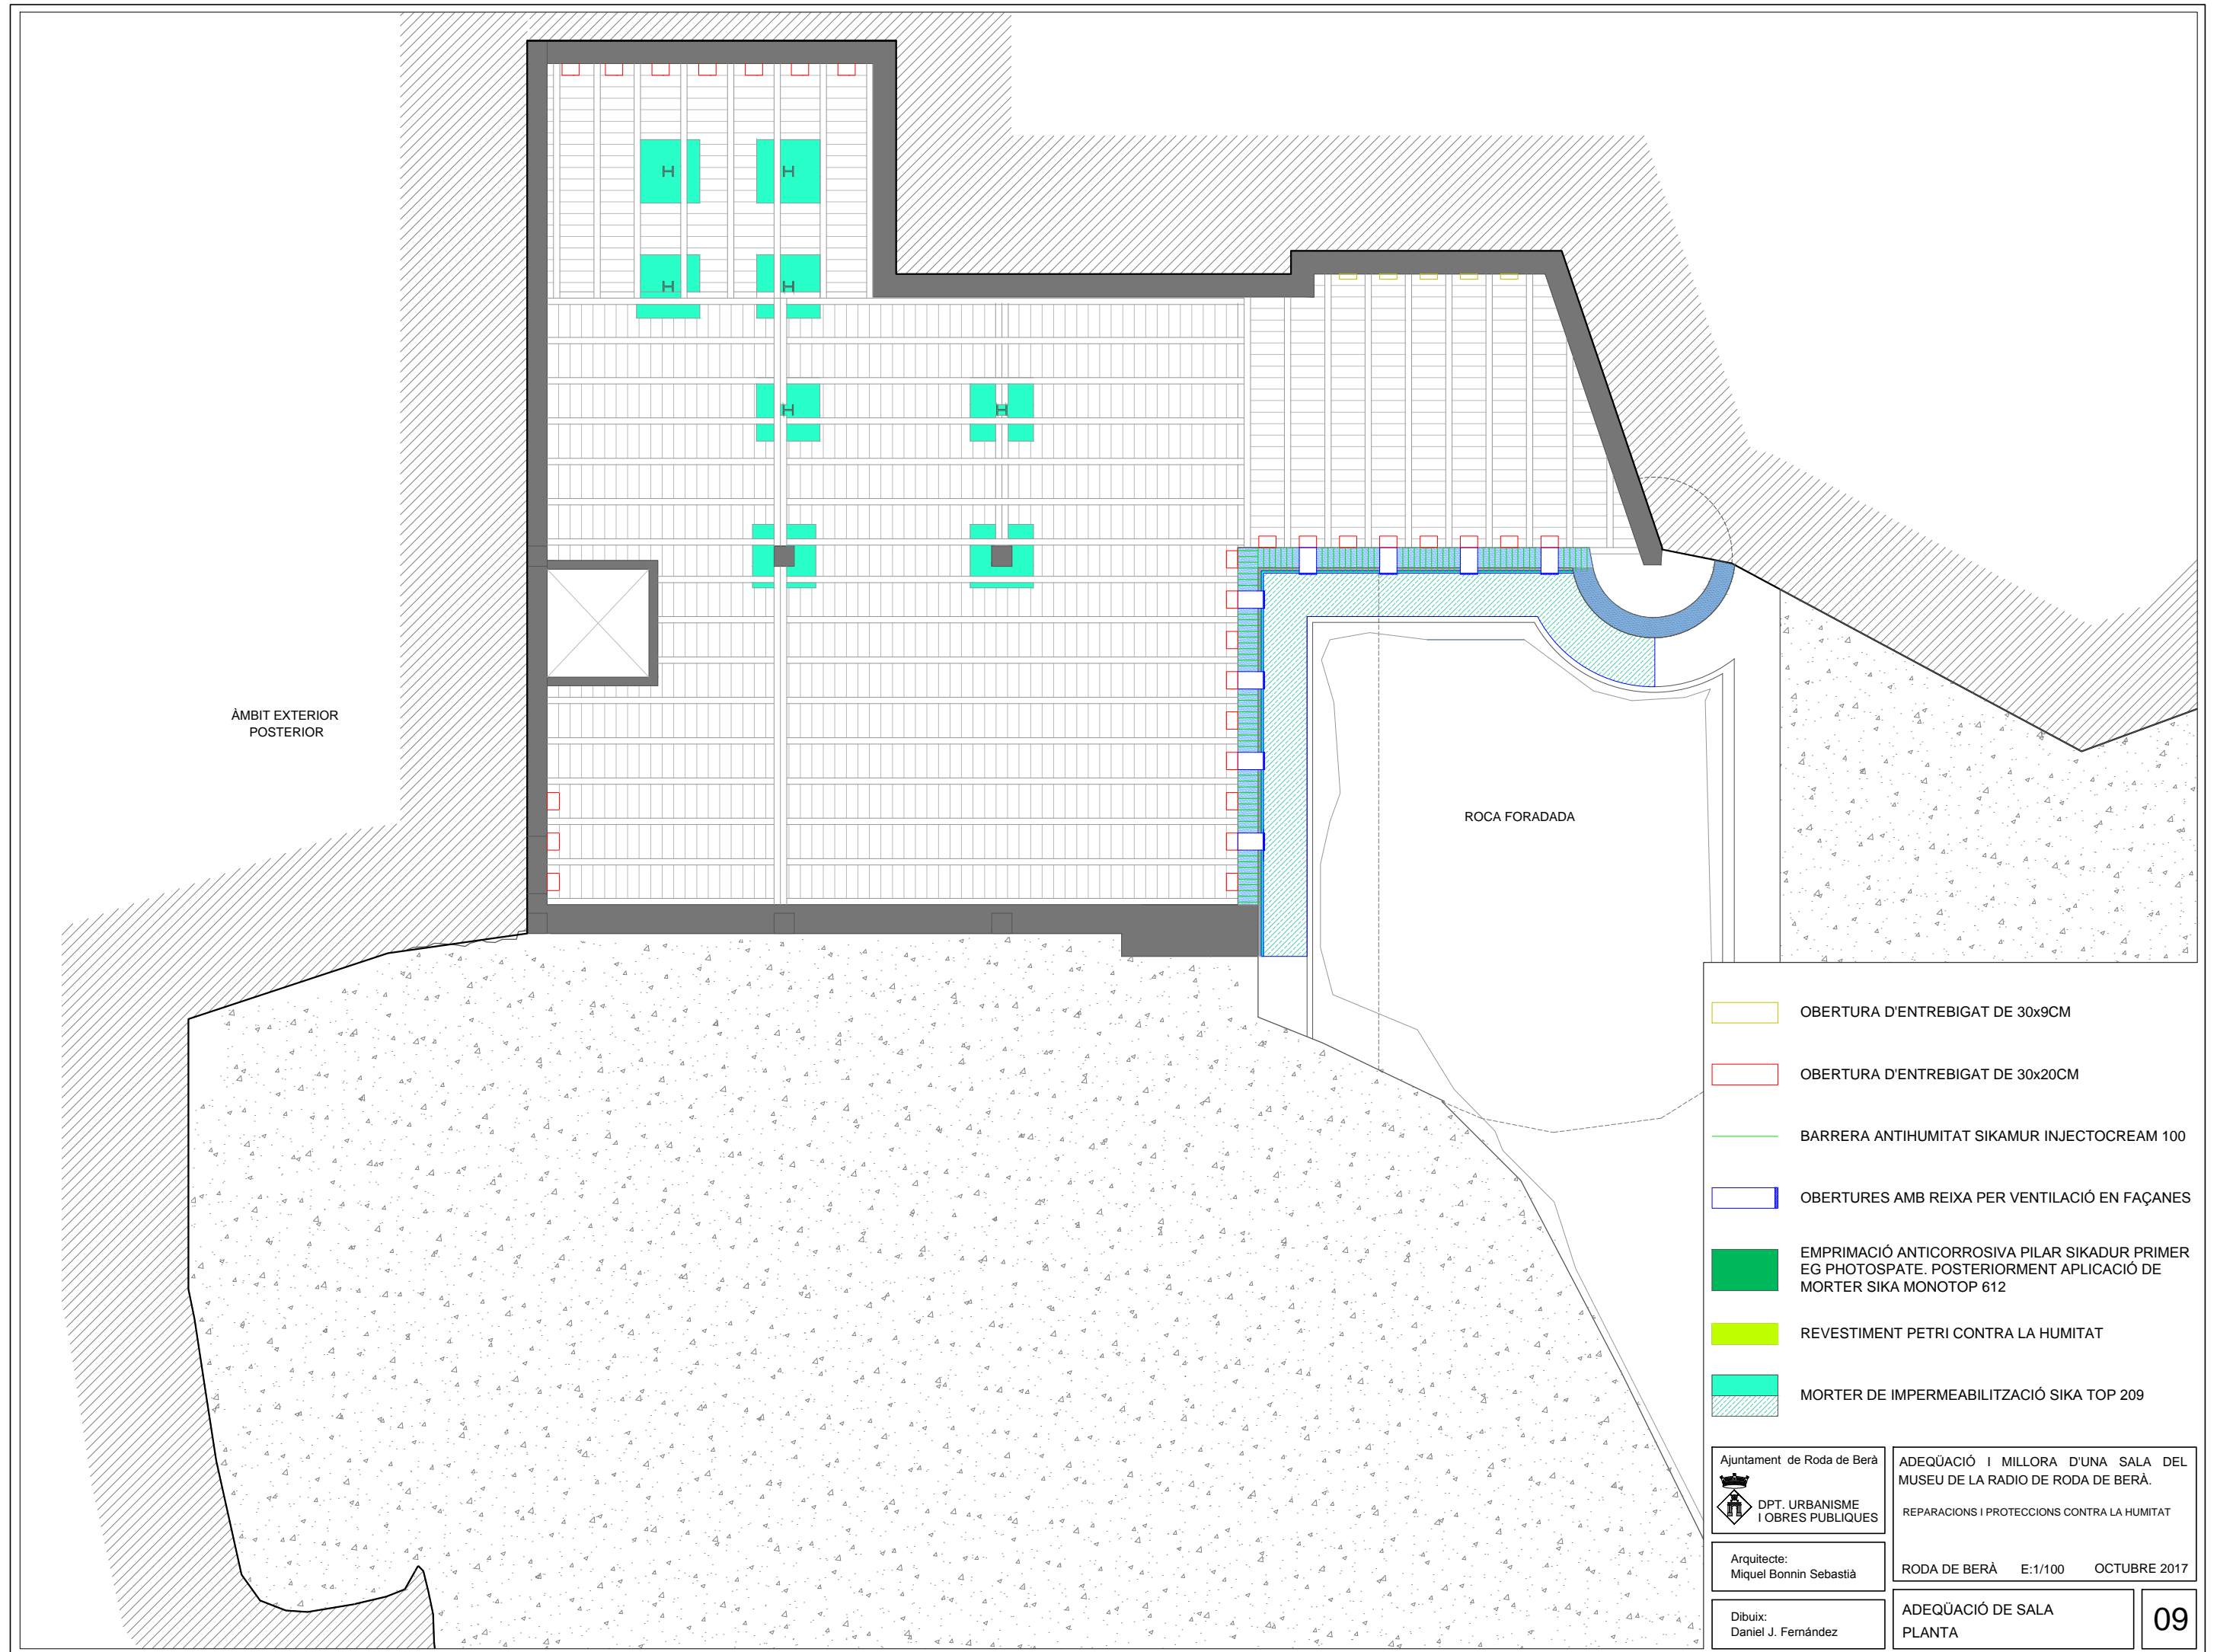 ÀMBIT EXTERIOR
POSTERIOR
ROCA FORADADA
OBERTURA D'ENTREBIGAT DE 30x9CM
OBERTURA D'ENTREBIGAT DE 30x20CM
BARRERA ANTIHUMITAT SIKAMUR INJECTOCREAM 100
OBERTURES AMB REIXA PER VENTILACIÓ EN FAÇANES
EMPRIMACIÓ ANTICORROSIVA PILAR SIKADUR PRIMER
EG PHOTOSPATE. POSTERIORMENT APLICACIÓ DE
MORTER SIKA MONOTOP 612
REVESTIMENT PETRI CONTRA LA HUMITAT
MORTER DE IMPERMEABILITZACIÓ SIKA TOP 209
Ajuntament de Roda de Berà
DPT. URBANISME
I OBRES PUBLIQUES
ADEQÜACIÓ I MILLORA D'UNA SALA DEL
MUSEU DE LA RADIO DE RODA DE BERÀ.
REPARACIONS I PROTECCIONS CONTRA LA HUMITAT
RODA DE BERÀ E:1/100 OCTUBRE 2017
Arquitecte:
Miquel Bonnin Sebastià
Dibuix:
Daniel J. Fernández
ADEQÜACIÓ DE SALA
PLANTA
09